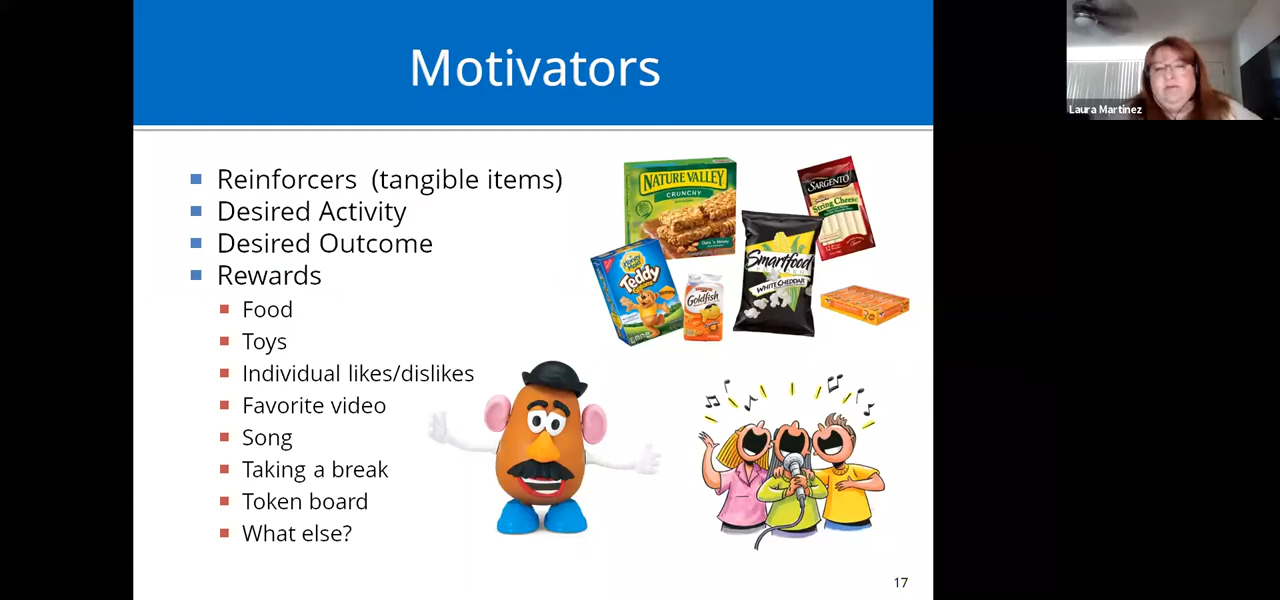 Motivators
Laura Martinez
Reinforcers (tangible items)
Desired Activity
Desired Outcome
Rewards
Food
Toys
Individual likes/dislikes
Favorite video
Song
Taking a break
Token board
What else?
NATURE VALLEY
CRUNCHY
SARGENTO
String Cheese
Teddy
Goldfish
Smartfood
WHITE CHEDDAR
17